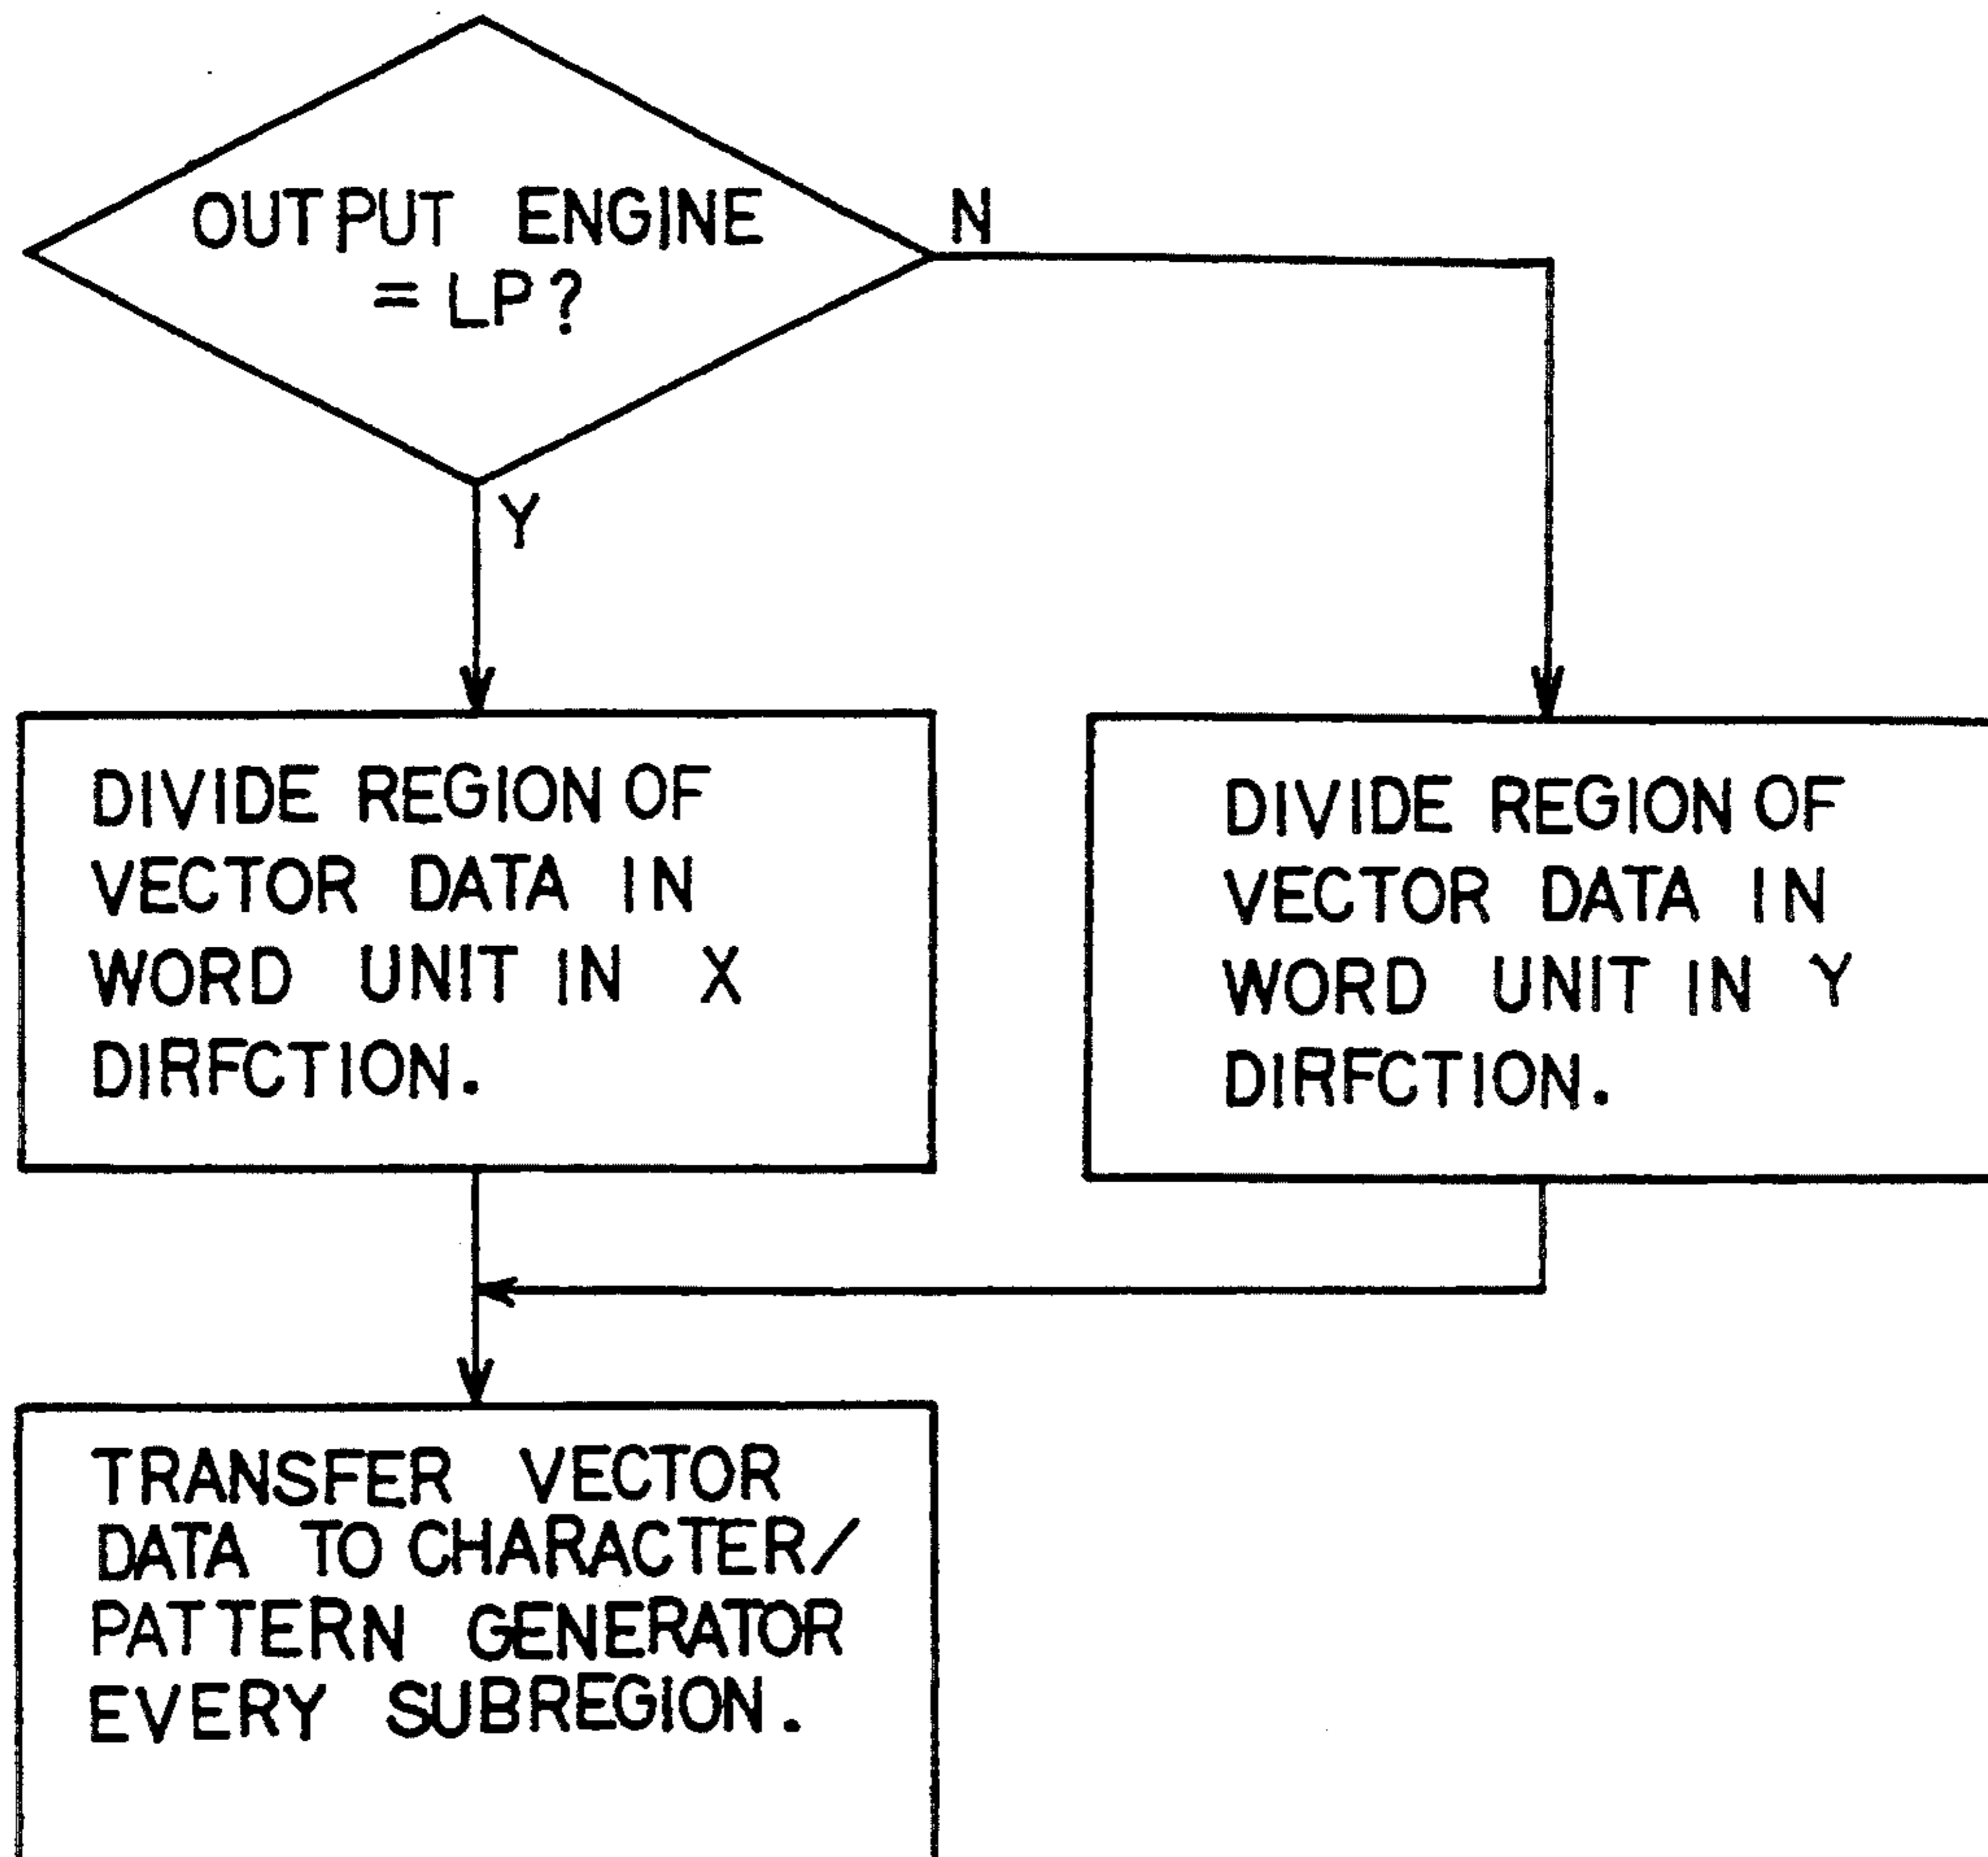 OUTPUT ENGINE
= LP?
N
Y
DIVIDE REGION OF
VECTOR DATA IN
WORD UNIT IN X
DIRFCTION.
DIVIDE REGION OF
VECTOR DATA IN
WORD UNIT IN Y
DIRFCTION.
TRANSFER VECTOR
DATA TO CHARACTER/
PATTERN GENERATOR
EVERY SUBREGION.